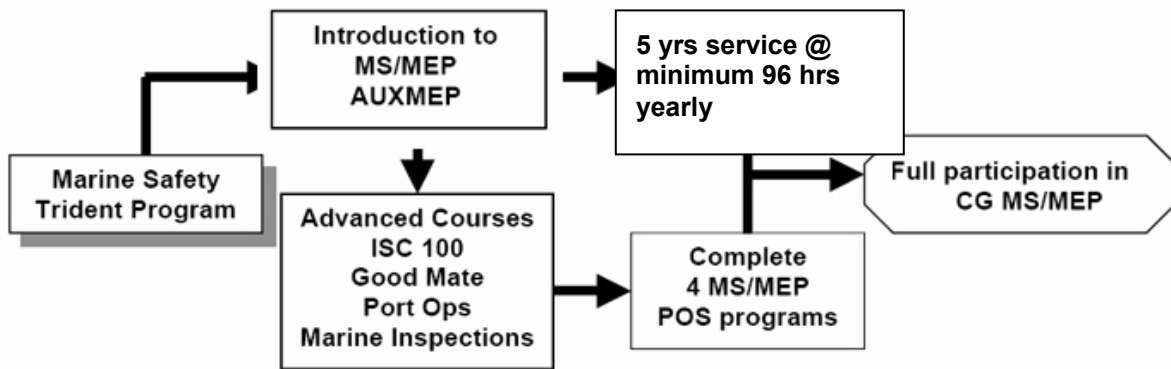 Marine Safety
Trident Program
Introduction to
MS/MEP
AUXMEP
5 yrs service @
minimum 96 hrs
yearly
Advanced Courses
ISC 100
Good Mate
Port Ops
Marine Inspections
Complete
4 MS/MEP
POS programs
Full participation in
CG MS/MEP